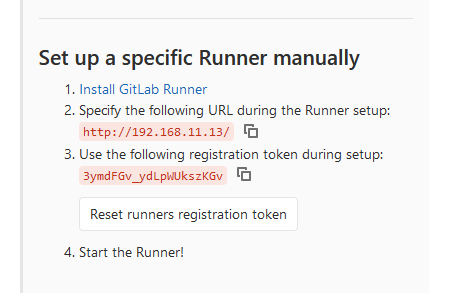 Set up a specific Runner manually
1. Install GitLab Runner
2. Specify the following URL during the Runner setup:
http://192.168.11.13/
3. Use the following registration token during setup:
3ymdFGv_ydLpWUkszKGv
Reset runners registration token
4. Start the Runner!